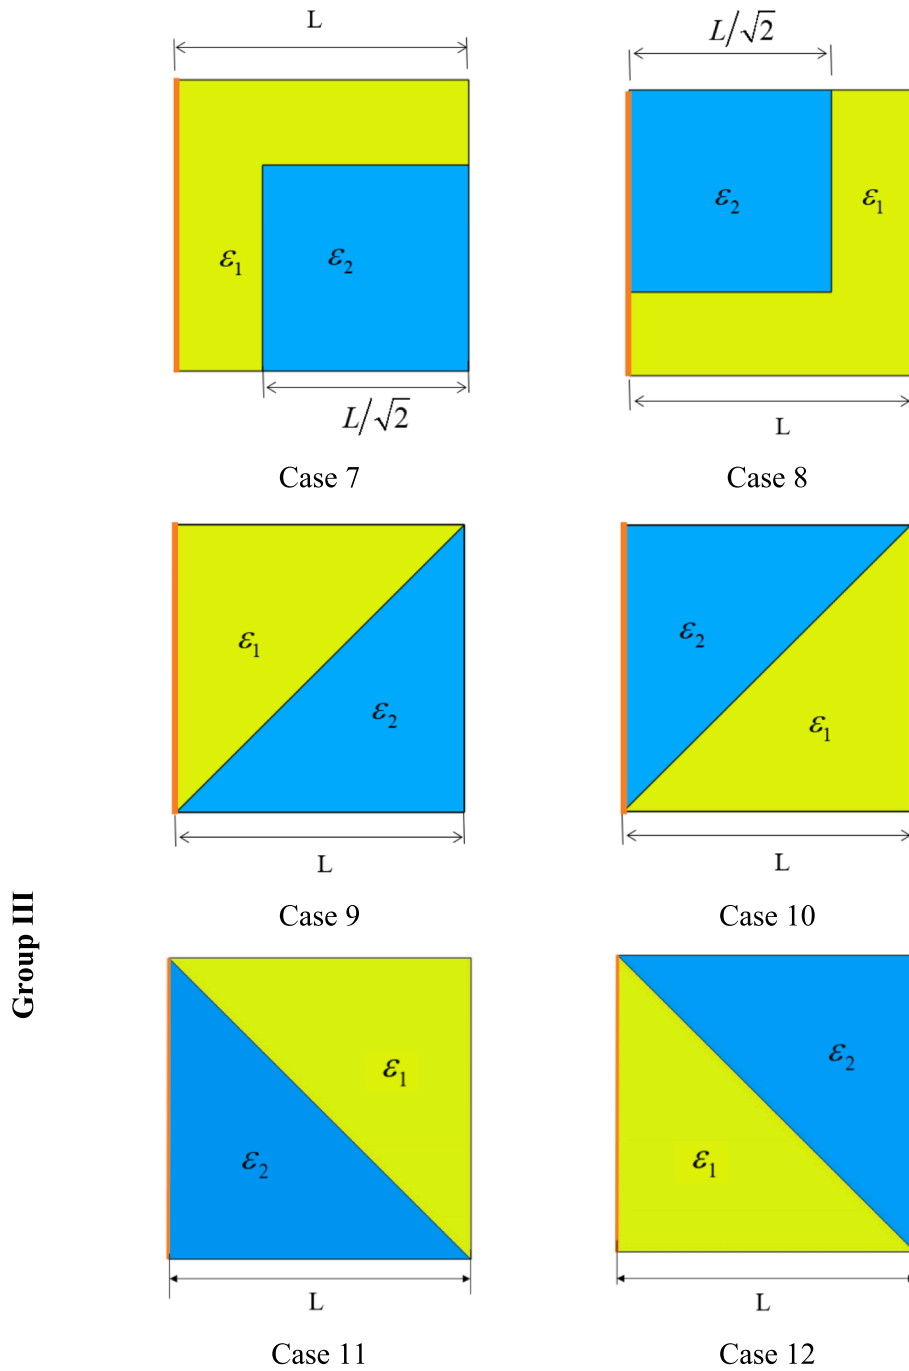 L
L/√2
ε₁
ε₂
L/√2
Case 7
ε₂
ε₁
L
Case 8
ε₁
ε₂
L
Case 9
ε₂
ε₁
L
Case 10
Group III
ε₁
ε₂
L
Case 11
ε₂
ε₁
L
Case 12